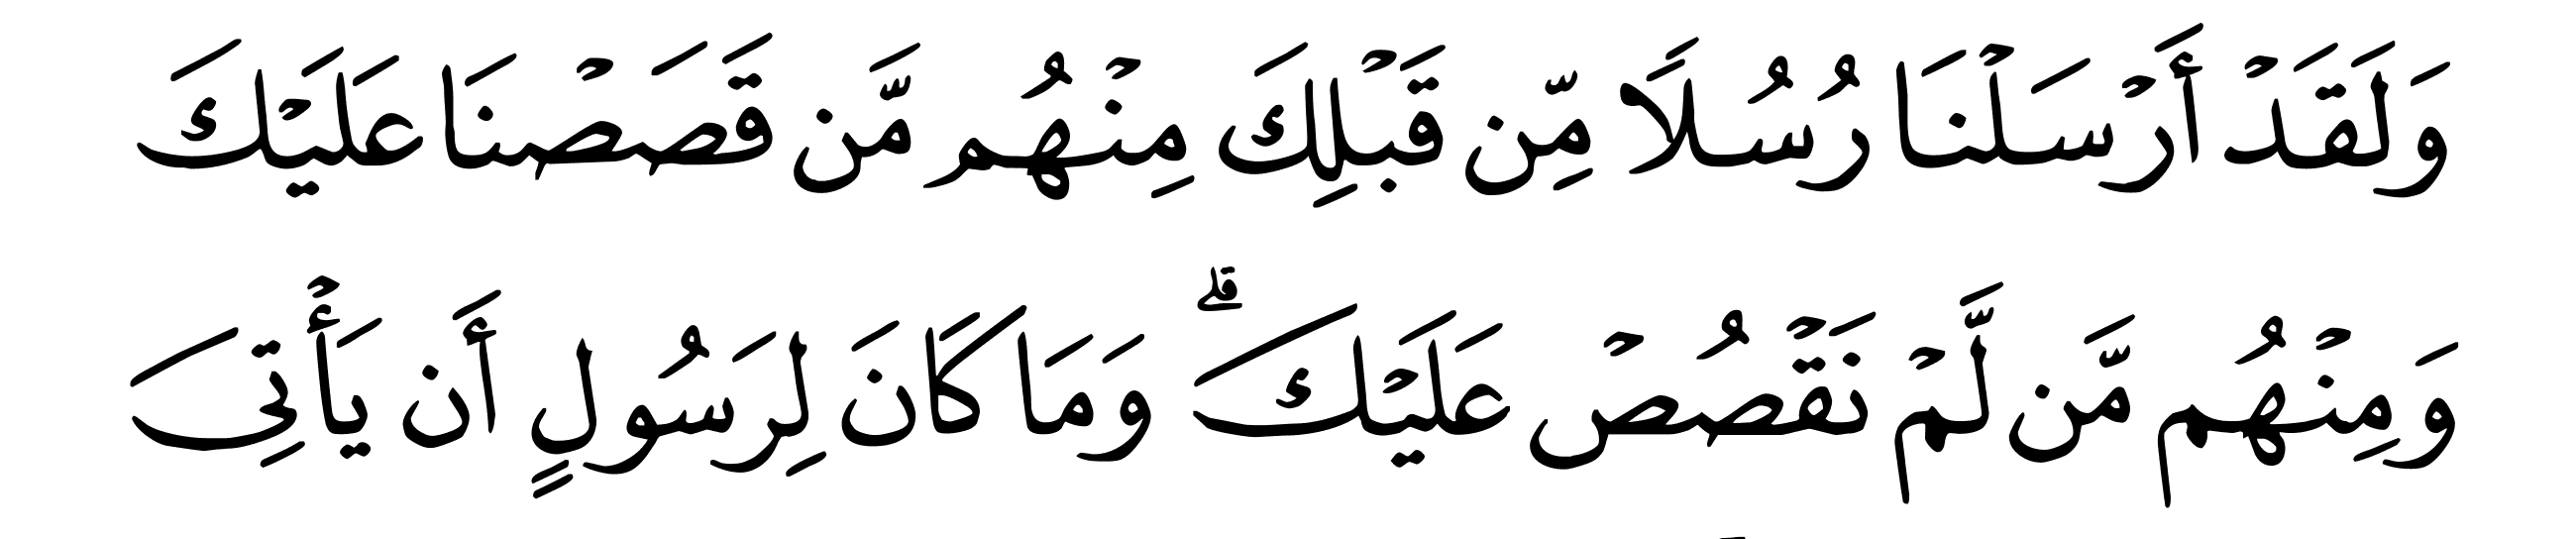 وَلَقَدْ أَرْسَلْنَا رُسُلًا مِّن قَبْلِكَ مِنْهُم مَّن قَصَصْنَا عَلَيْكَ
وَمِنْهُم مَّن لَّمْ نَقْصُصْ عَلَيْكَ ۗ وَمَا كَانَ لِرَسُولٍ أَن يَأْتِىَ